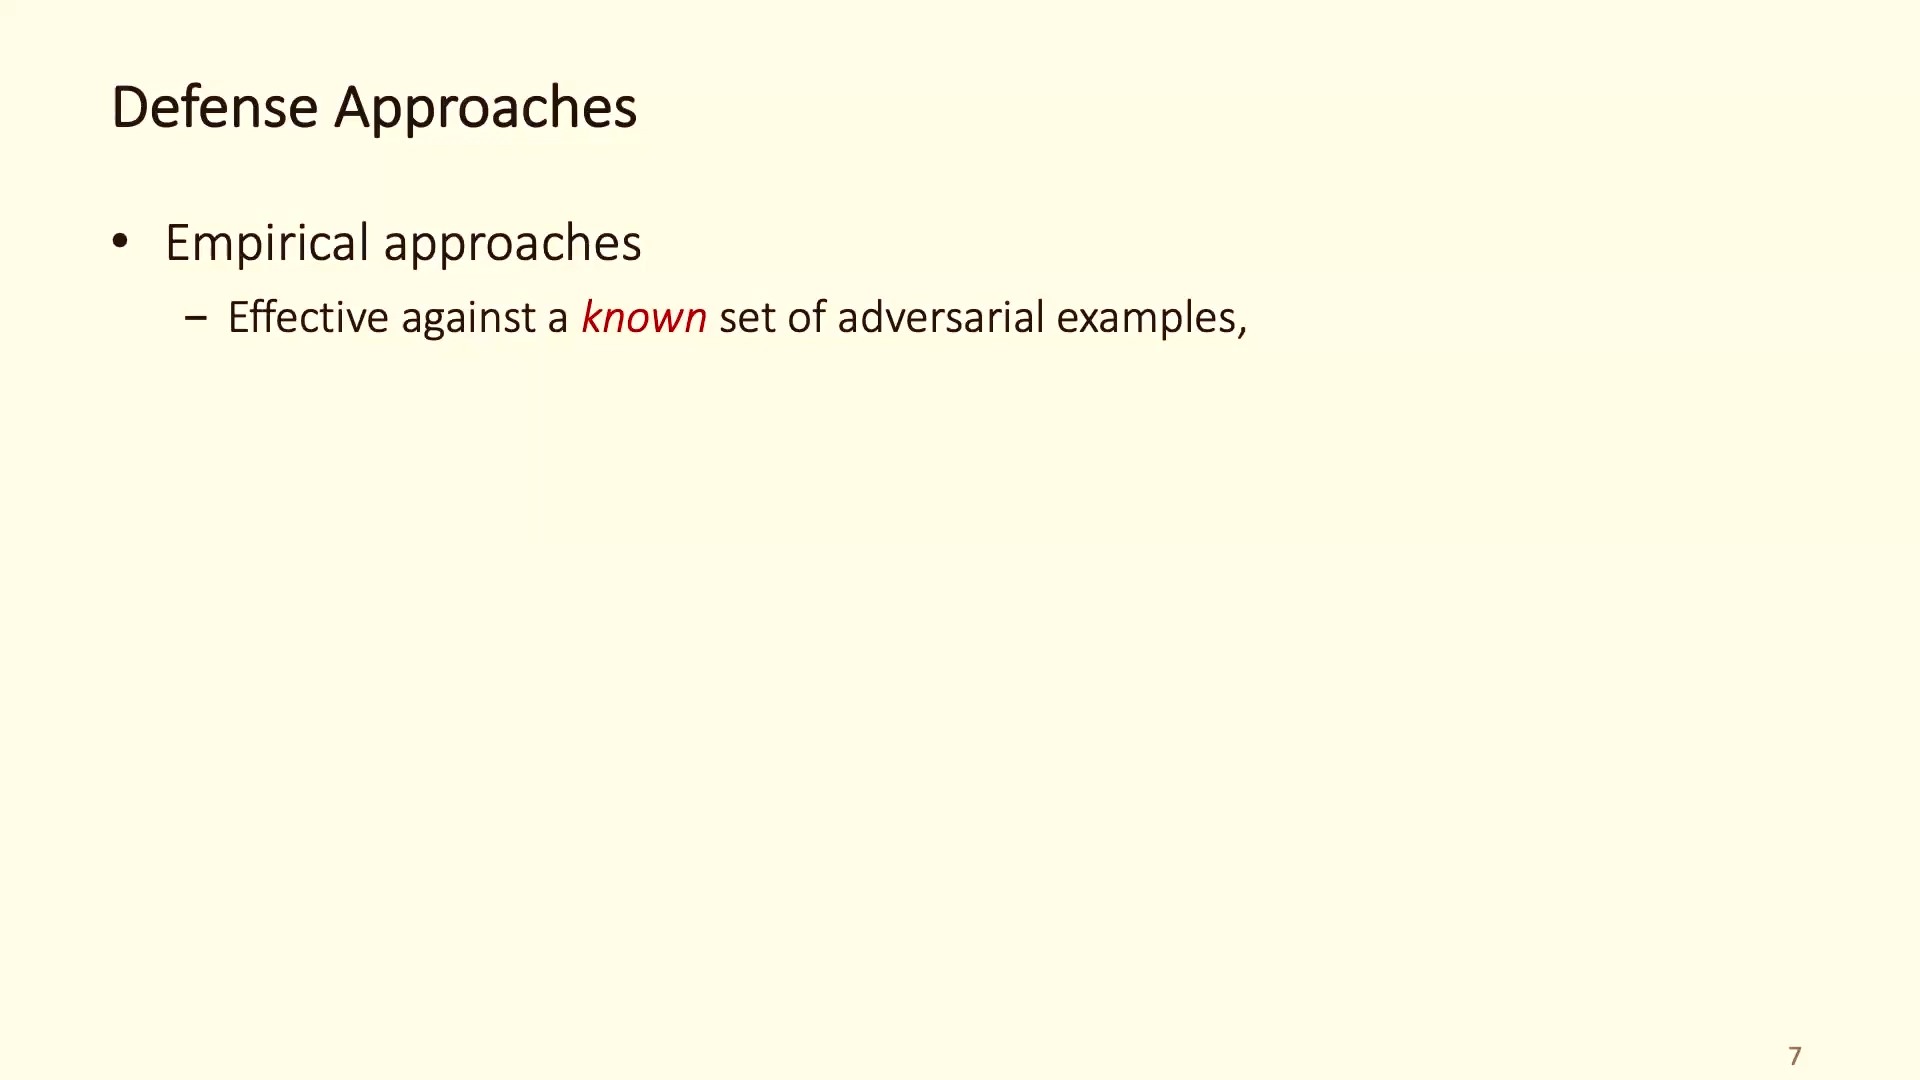 Defense Approaches
• Empirical approaches
– Effective against a known set of adversarial examples,
7